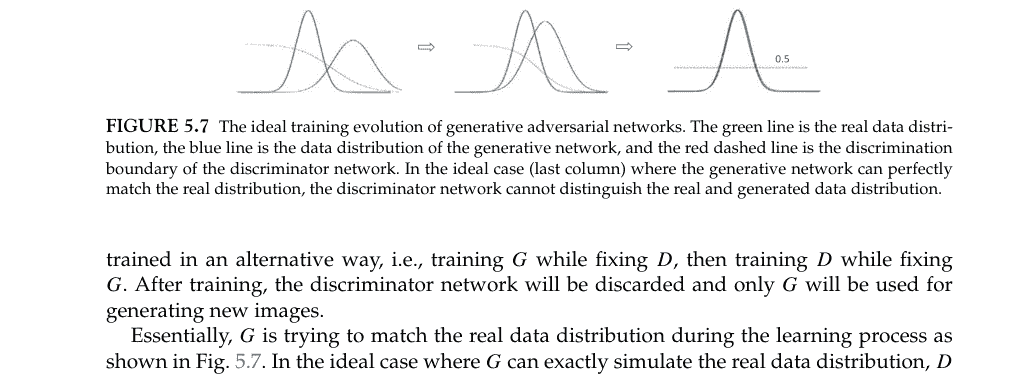 0.5
FIGURE 5.7 The ideal training evolution of generative adversarial networks. The green line is the real data distri-
bution, the blue line is the data distribution of the generative network, and the red dashed line is the discrimination
boundary of the discriminator network. In the ideal case (last column) where the generative network can perfectly
match the real distribution, the discriminator network cannot distinguish the real and generated data distribution.
trained in an alternative way, i.e., training G while fixing D, then training D while fixing
G. After training, the discriminator network will be discarded and only G will be used for
generating new images.
Essentially, G is trying to match the real data distribution during the learning process as
shown in Fig. 5.7. In the ideal case where G can exactly simulate the real data distribution, D